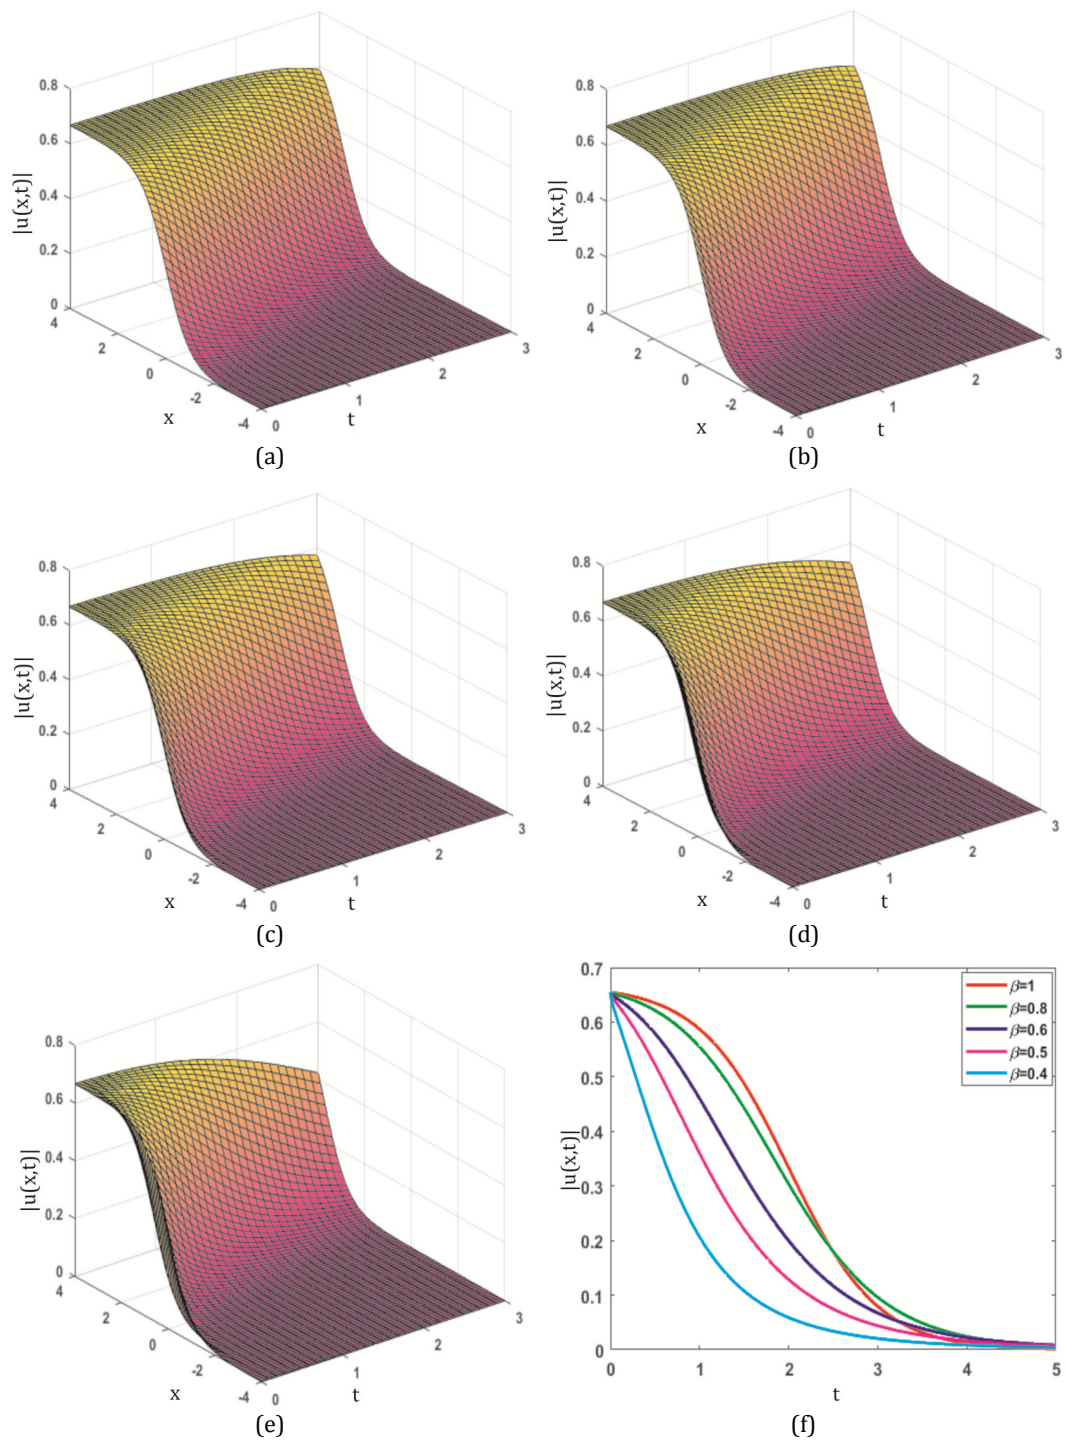 0.8
0.6
0.4
0.2
0
|u(x,t)|
4
2
0
-2
-4
x
0
1
2
3
t
(a)
0.8
0.6
0.4
0.2
0
|u(x,t)|
4
2
0
-2
-4
x
0
1
2
3
t
(b)
0.8
0.6
0.4
0.2
0
|u(x,t)|
4
2
0
-2
-4
x
0
1
2
3
t
(c)
0.8
0.6
0.4
0.2
0
|u(x,t)|
4
2
0
-2
-4
x
0
1
2
3
t
(d)
0.8
0.6
0.4
0.2
0
|u(x,t)|
4
2
0
-2
-4
x
0
1
2
3
t
(e)
0.7
0.6
0.5
0.4
0.3
0.2
0.1
0
|u(x,t)|
β=1
β=0.8
β=0.6
β=0.5
β=0.4
0 1 2 3 4 5
t
(f)